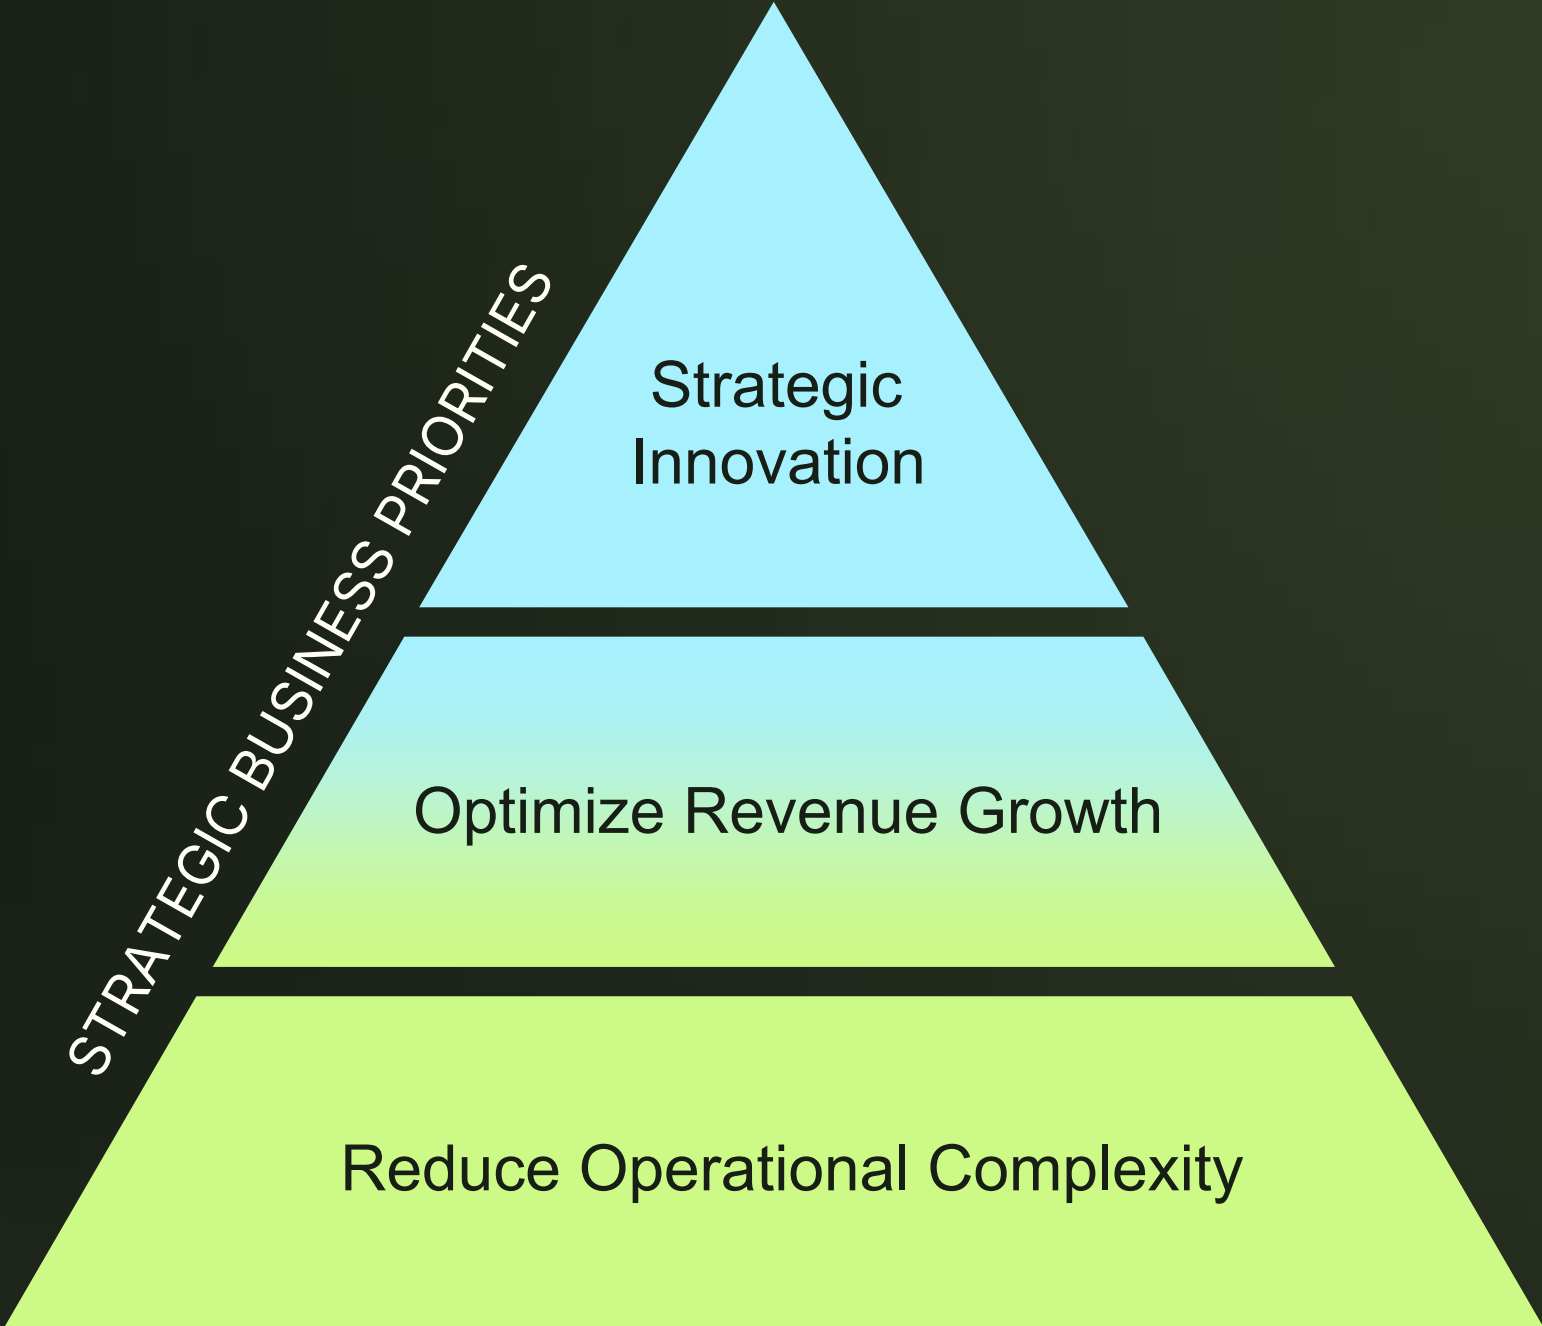 STRATEGIC BUSINESS PRIORITIES
Strategic
Innovation
Optimize Revenue Growth
Reduce Operational Complexity